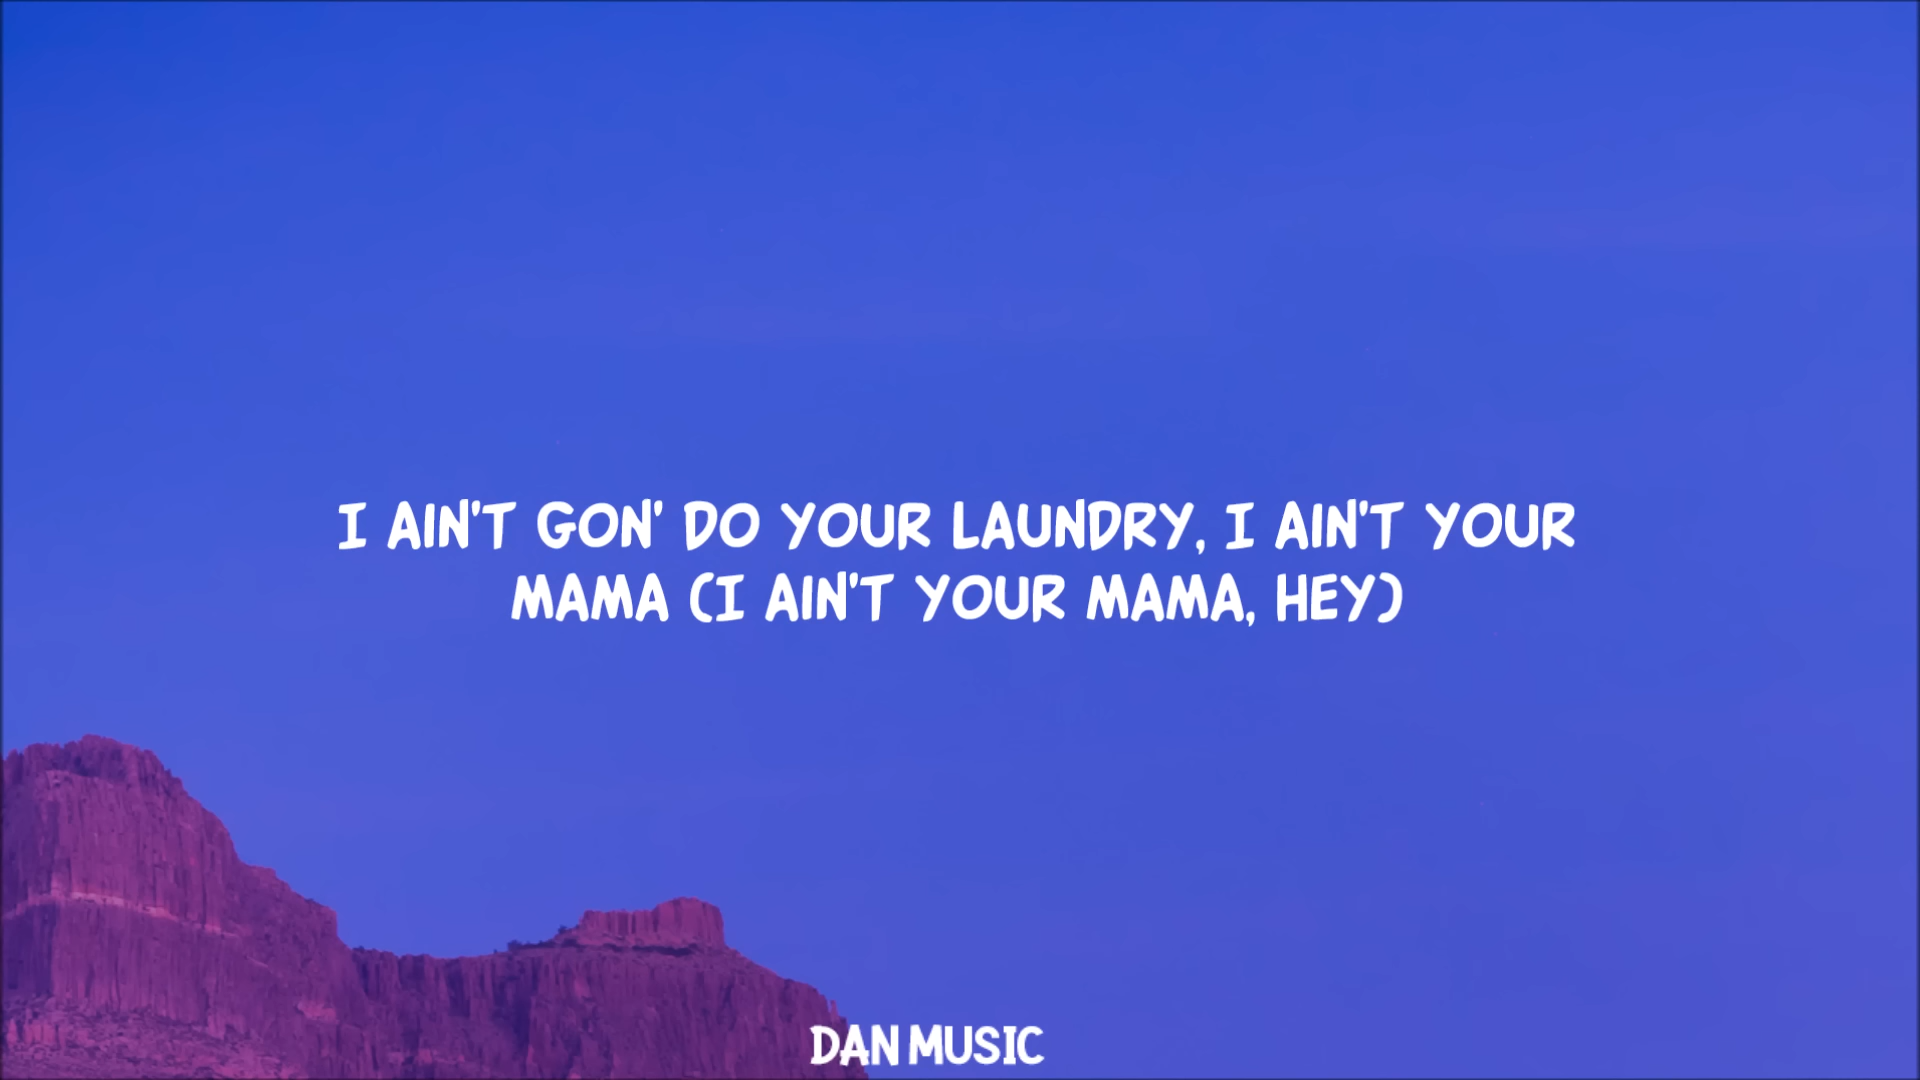 I AIN'T GON' DO YOUR LAUNDRY, I AIN'T YOUR
MAMA (I AIN'T YOUR MAMA, HEY)
DAN MUSIC